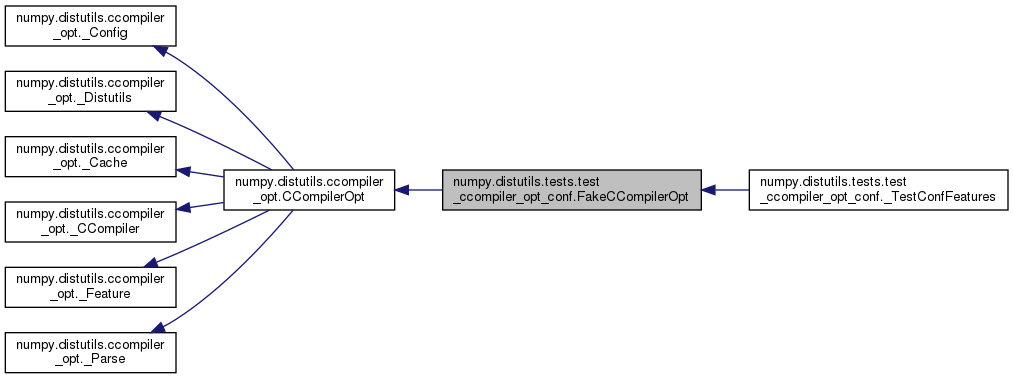 numpy.distutils.ccompiler
_opt._Config
numpy.distutils.ccompiler
_opt._Distutils
numpy.distutils.ccompiler
_opt._Cache
numpy.distutils.ccompiler
_opt._CCompiler
numpy.distutils.ccompiler
_opt._Feature
numpy.distutils.ccompiler
_opt._Parse
numpy.distutils.ccompiler
_opt.CCompilerOpt
numpy.distutils.tests.test
_ccompiler_opt_conf.FakeCCompilerOpt
numpy.distutils.tests.test
_ccompiler_opt_conf._TestConfFeatures